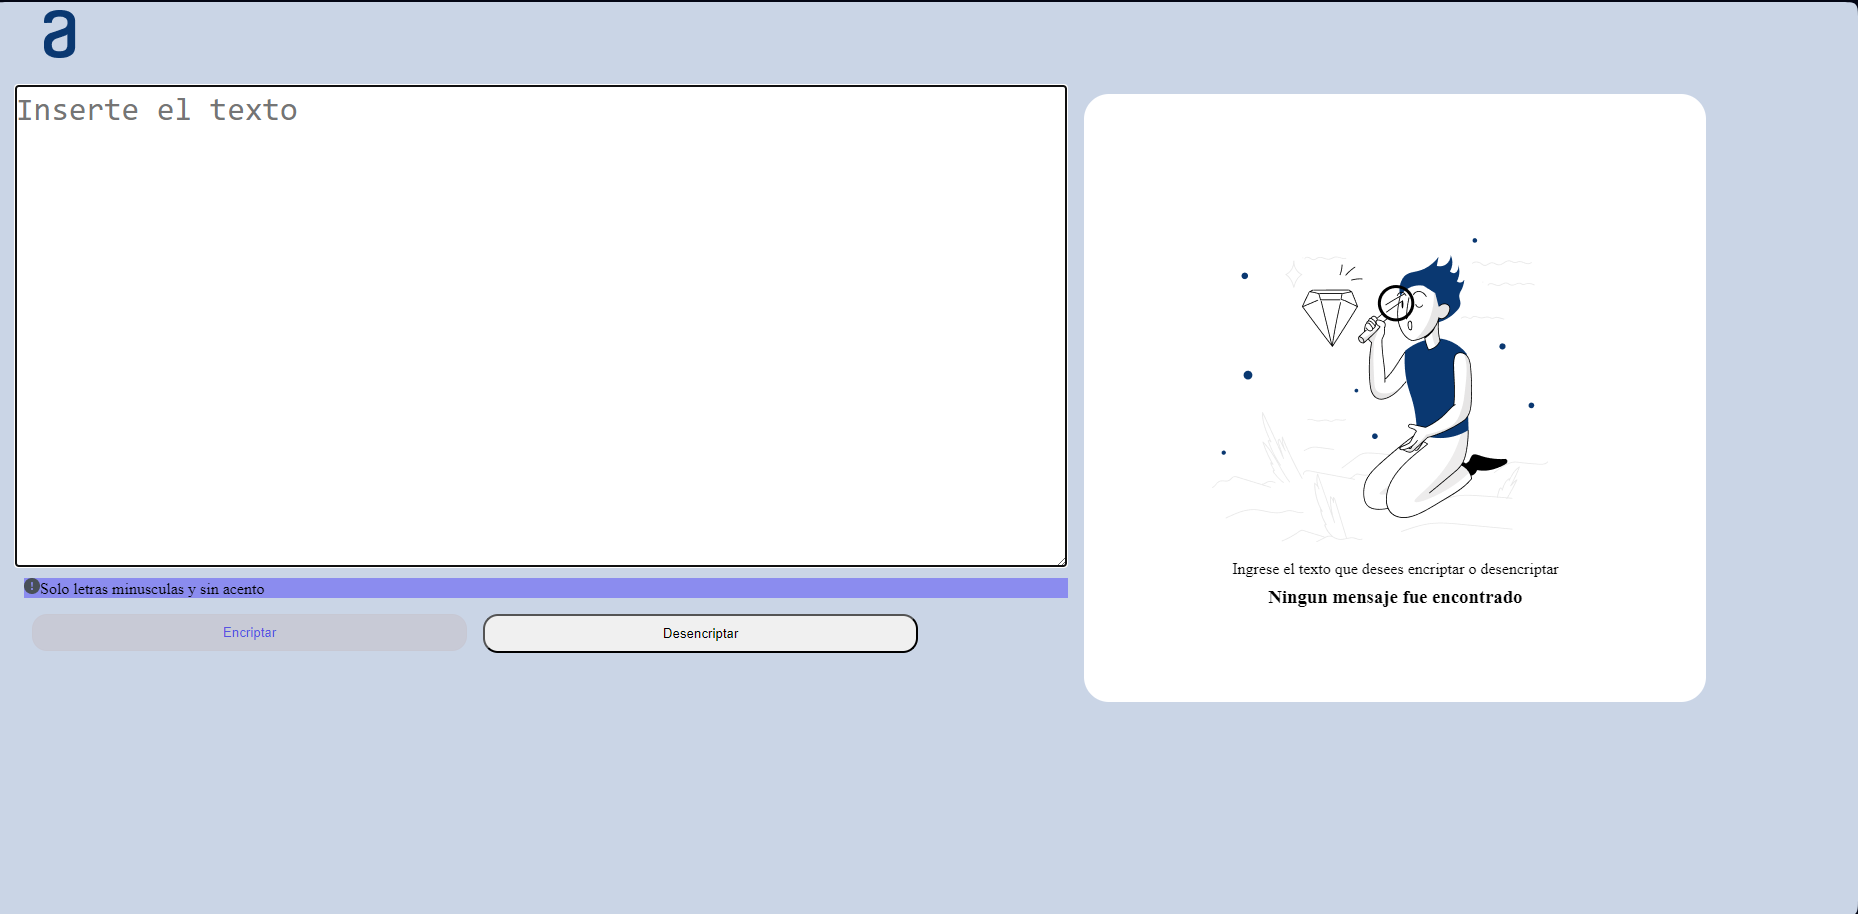 a
Inserte el texto
Solo letras minusculas y sin acento
Encriptar
Desencriptar
Ingrese el texto que desees encriptar o desencriptar
Ningun mensaje fue encontrado